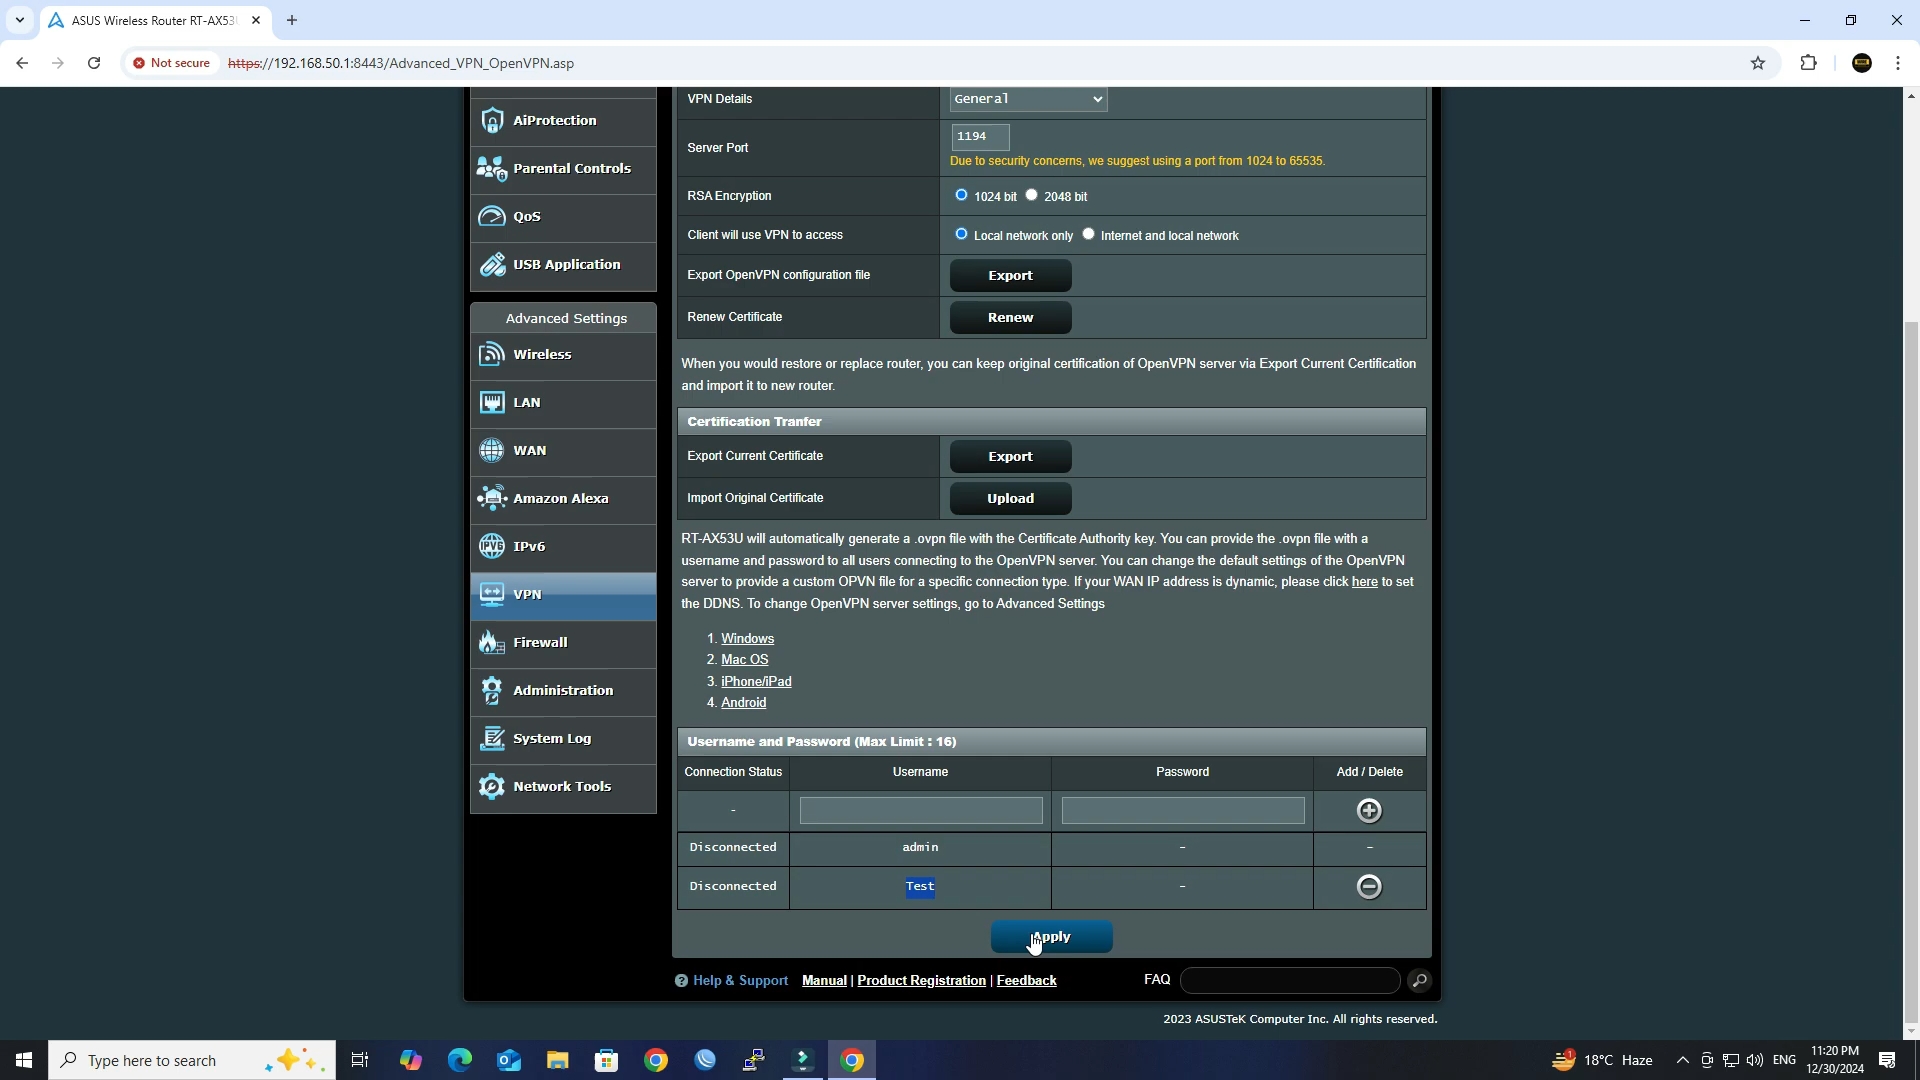 ASUS Wireless Router RT-AX53U
Not secure
https://192.168.50.1:8443/Advanced_VPN_OpenVPN.asp
AiProtection
Parental Controls
QoS
USB Application
Advanced Settings
Wireless
LAN
WAN
Amazon Alexa
IPv6
VPN
Firewall
Administration
System Log
Network Tools
VPN Details
General
Server Port
1194
Due to security concerns, we suggest using a port from 1024 to 65535.
RSA Encryption
1024 bit 2048 bit
Client will use VPN to access
Local network only Internet and local network
Export OpenVPN configuration file
Export
Renew Certificate
Renew
When you would restore or replace router, you can keep original certification of OpenVPN server via Export Current Certification
and import it to new router.
Certification Tranfer
Export Current Certificate
Export
Import Original Certificate
Upload
RT-AX53U will automatically generate a .ovpn file with the Certificate Authority key. You can provide the .ovpn file with a
username and password to all users connecting to the OpenVPN server. You can change the default settings of the OpenVPN
server to provide a custom OPVN file for a specific connection type. If your WAN IP address is dynamic, please click here to set
the DDNS. To change OpenVPN server settings, go to Advanced Settings
1. Windows
2. Mac OS
3. iPhone/iPad
4. Android
Username and Password (Max Limit : 16)
Connection Status Username Password Add / Delete
-
Disconnected admin - -
Disconnected Test -
Apply
Help & Support Manual | Product Registration | Feedback FAQ
2023 ASUSTeK Computer Inc. All rights reserved.
Type here to search
1
18°C Haze
ENG
11:20 PM
12/30/2024